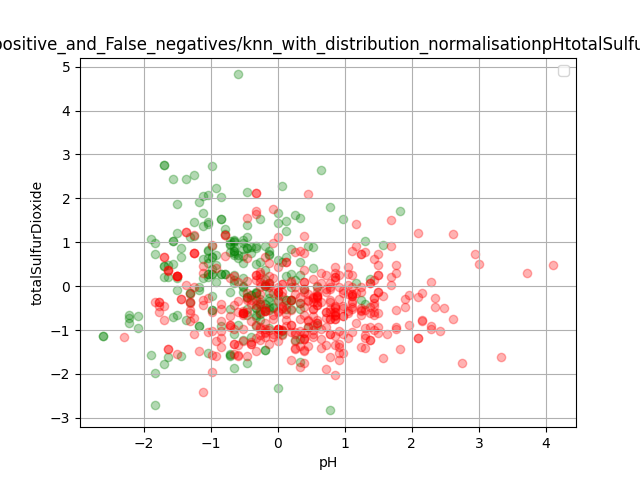 positive_and_False_negatives/knn_with_distribution_normalisationpHtotalSulfu
5
4
3
2
1
0
−1
−2
−3
totalSulfurDioxide
−2 −1 0 1 2 3 4
pH